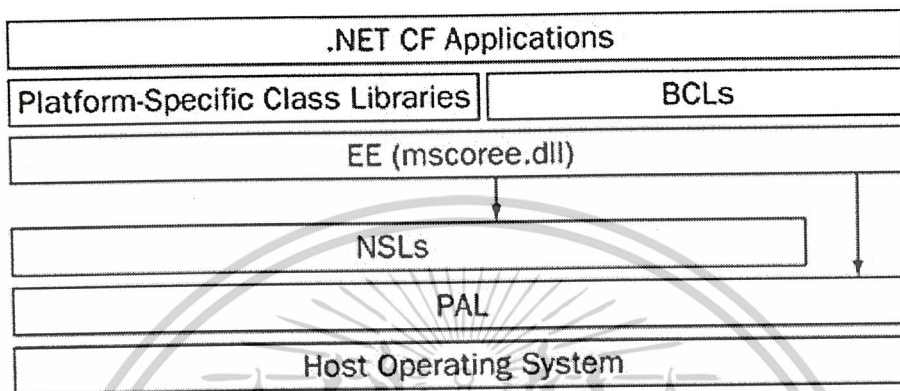 .NET CF Applications
Platform-Specific Class Libraries
BCLs
EE (mscoree.dll)
NSLs
PAL
Host Operating System